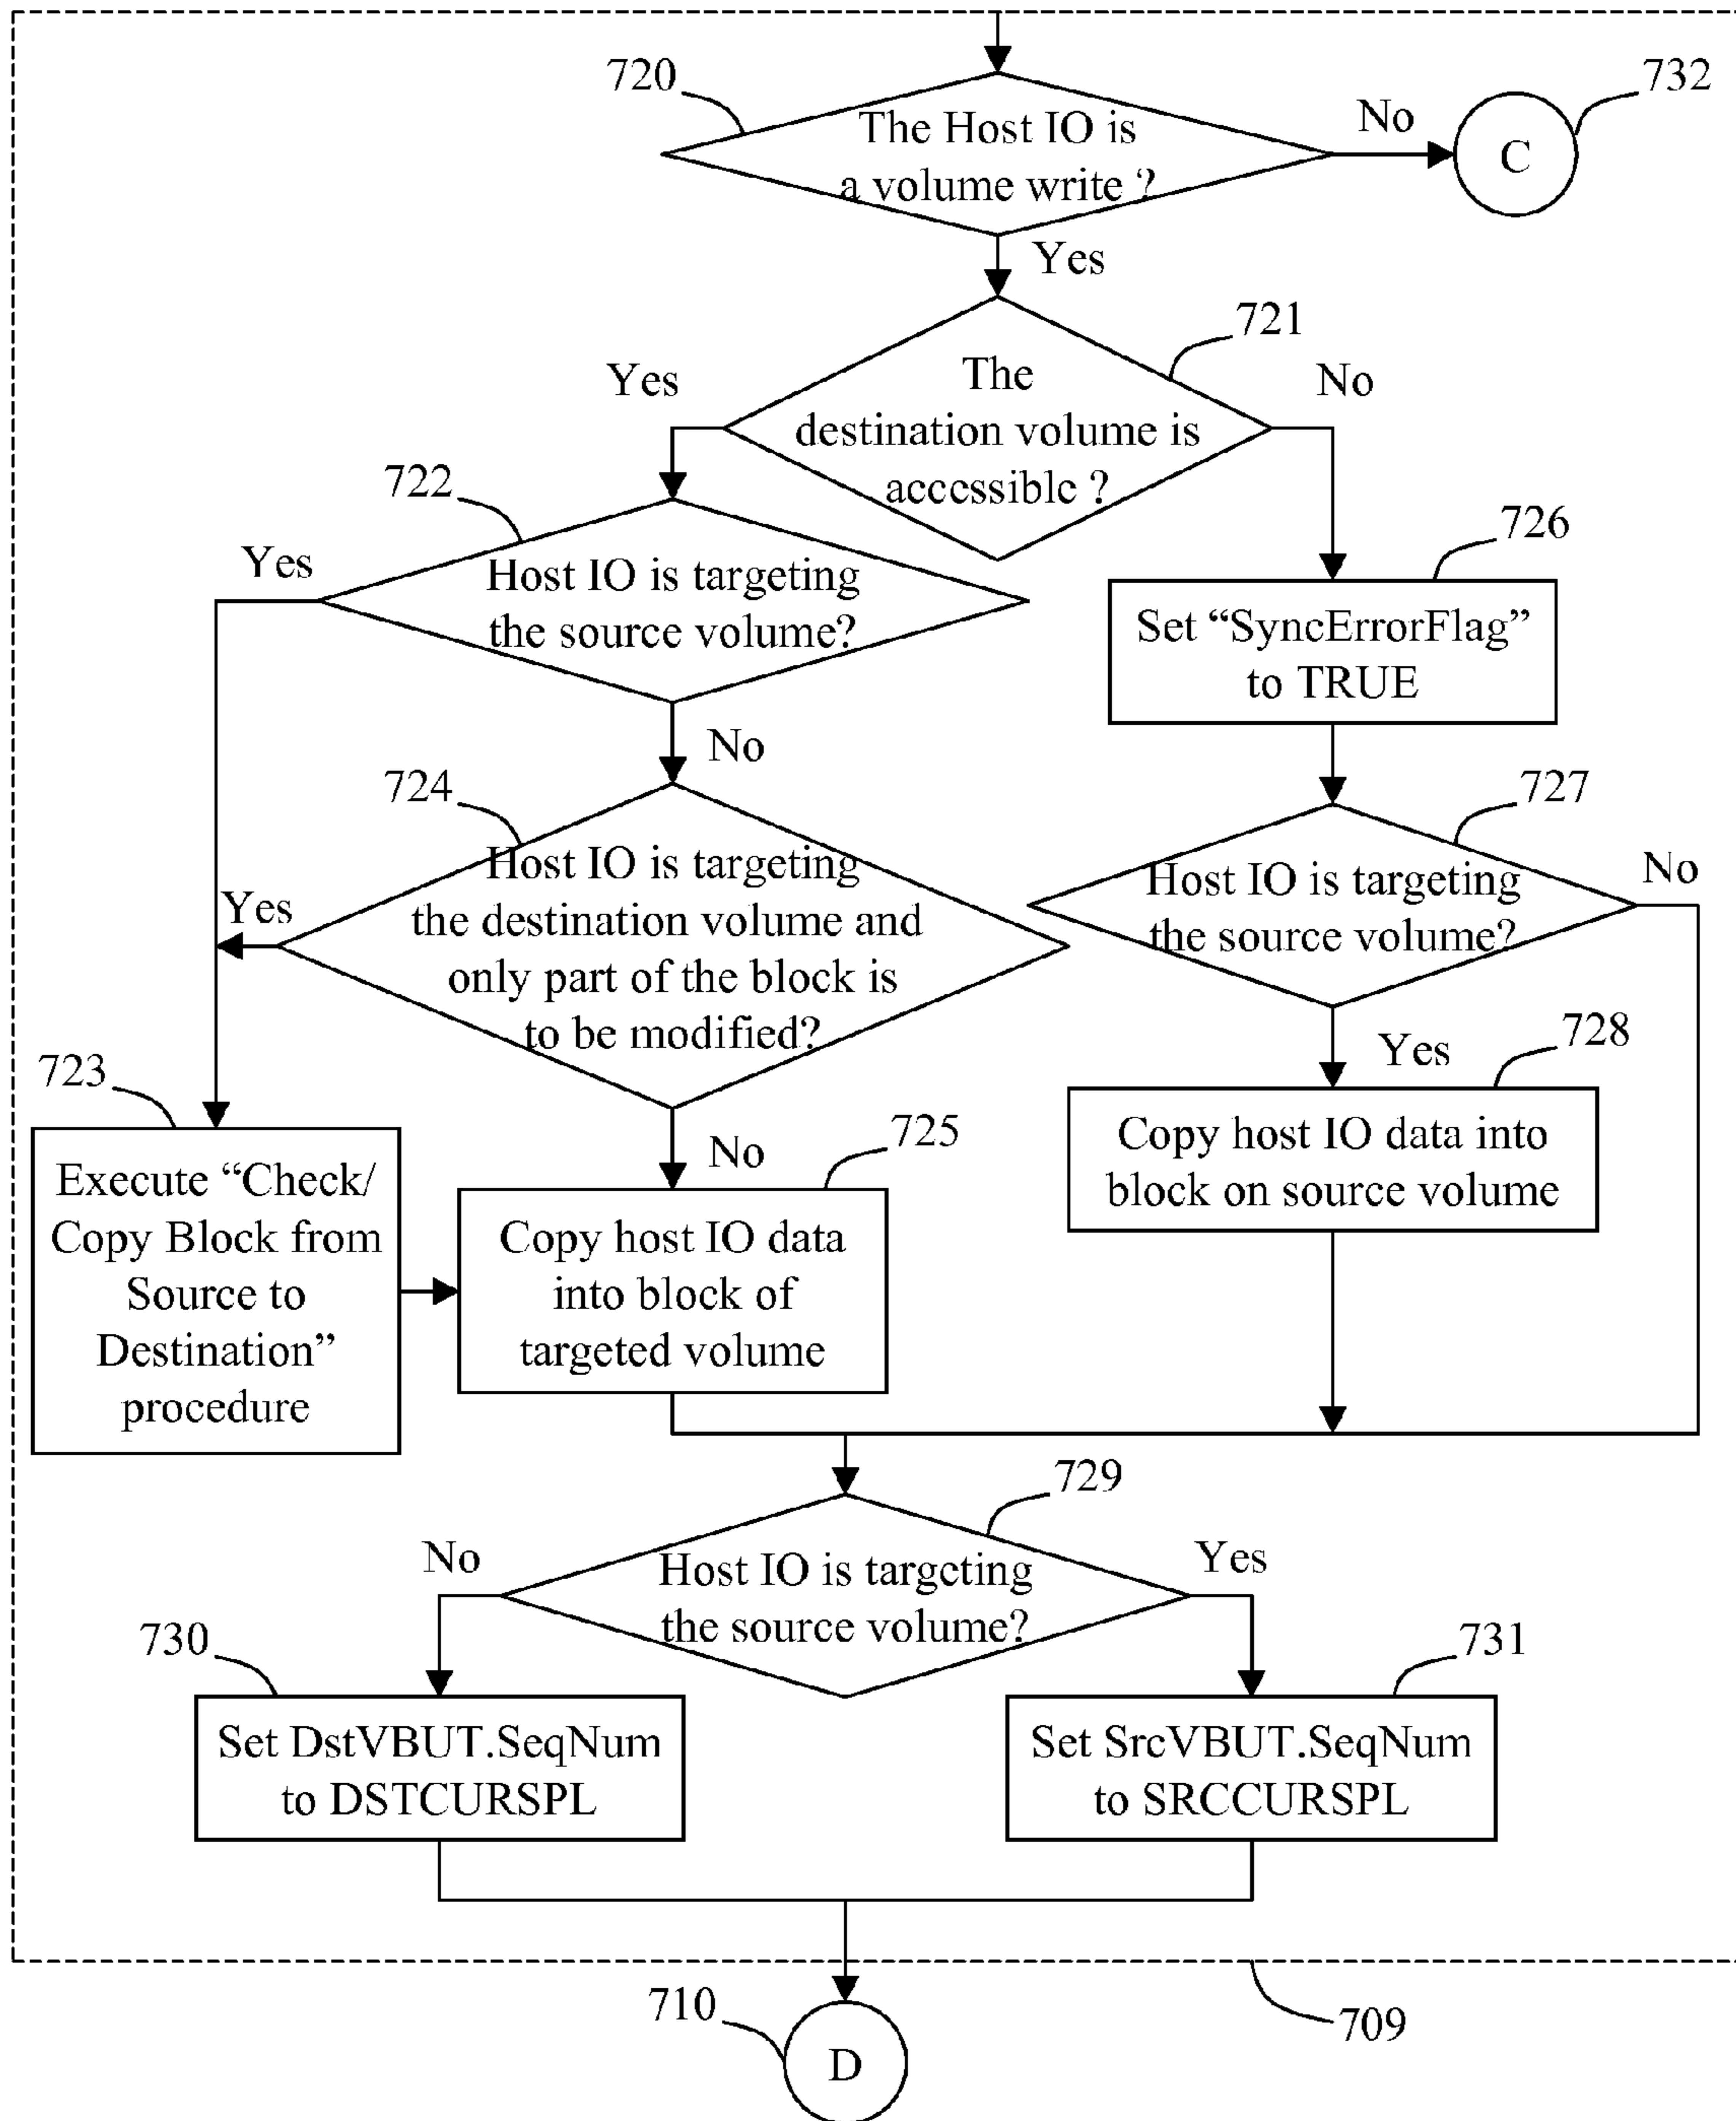 720
The Host IO is
a volume write ?
No
C
732
Yes
721
The
destination volume is
accessible ?
Yes
No
722
Host IO is targeting
the source volume?
Yes
No
726
Set “SyncErrorFlag”
to TRUE
724
Host IO is targeting
the destination volume and
only part of the block is
to be modified?
Yes
No
727
Host IO is targeting
the source volume?
No
Yes
723
Execute “Check/
Copy Block from
Source to
Destination”
procedure
725
Copy host IO data
into block of
targeted volume
728
Copy host IO data into
block on source volume
729
Host IO is targeting
the source volume?
No
Yes
730
Set DstVBUT.SeqNum
to DSTCURSPL
731
Set SrcVBUT.SeqNum
to SRCCURSPL
710
D
709